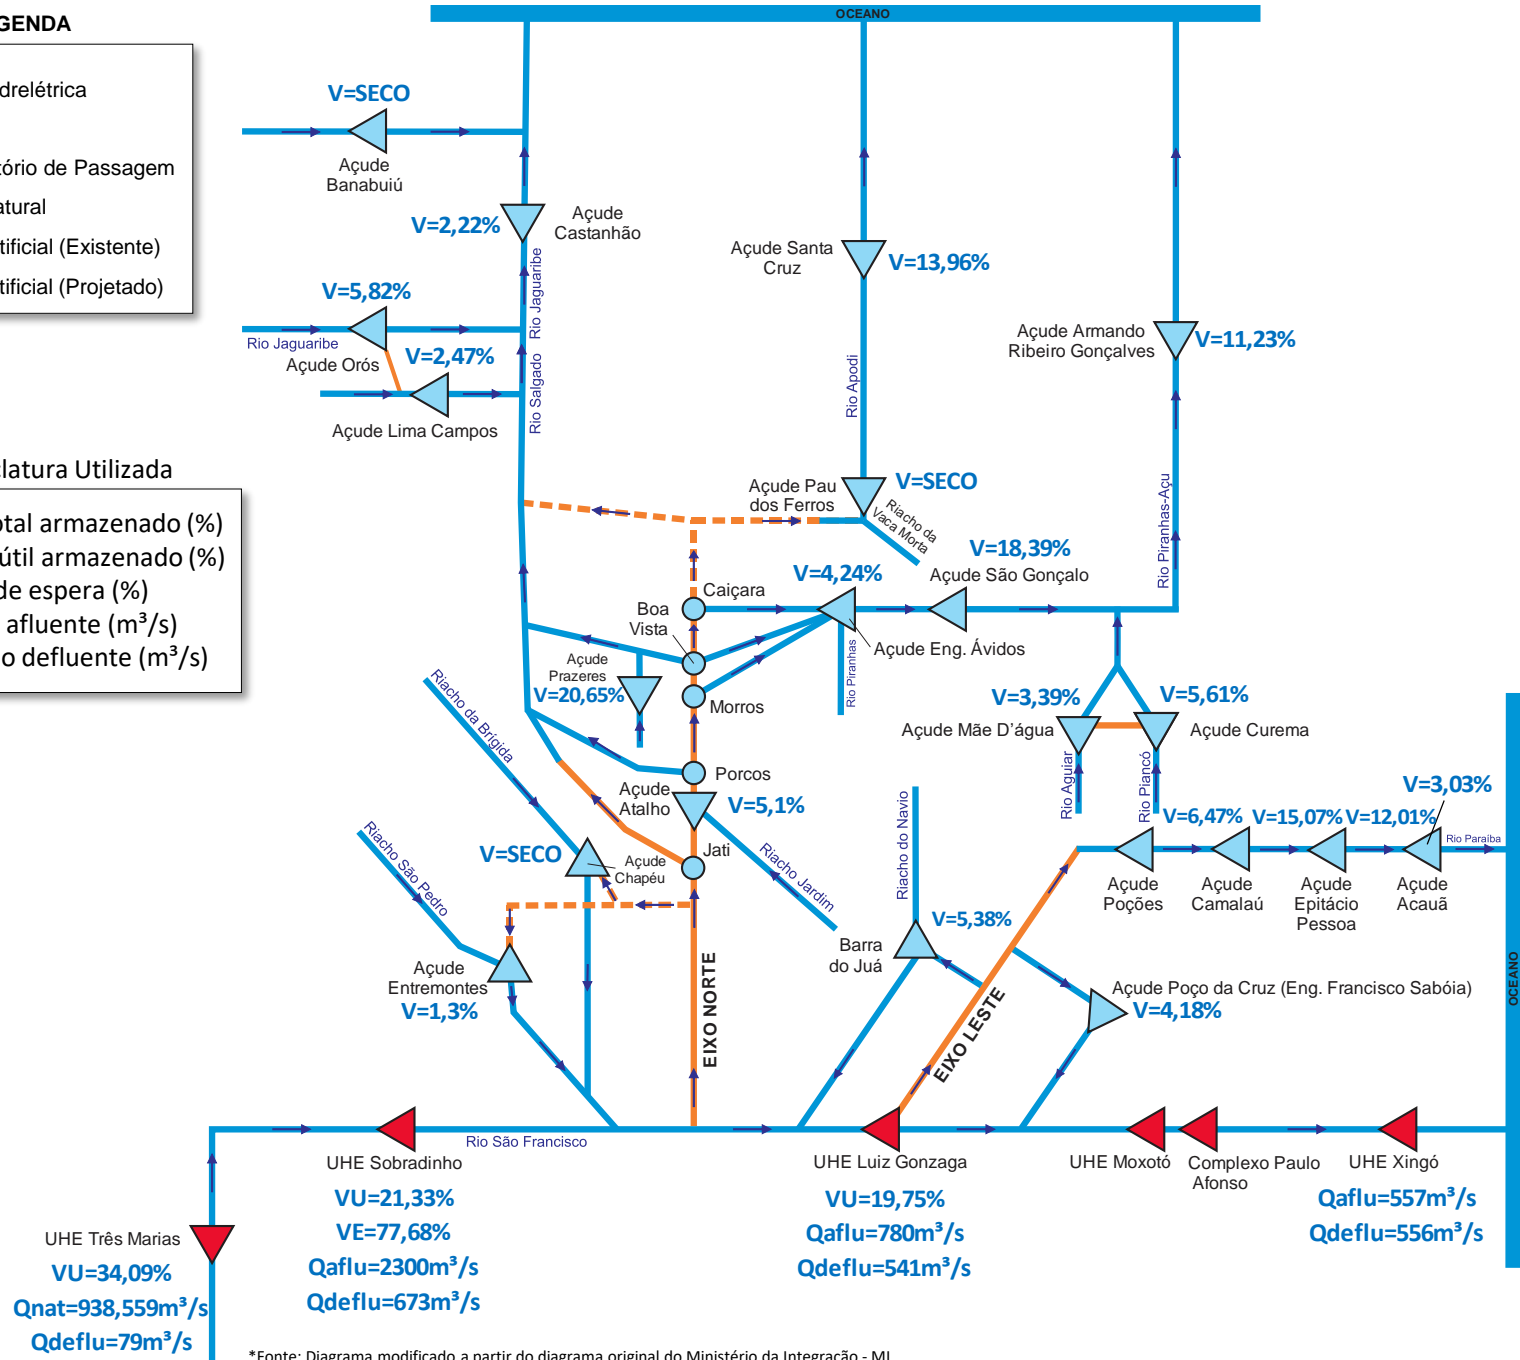 OCEANO
GENDA
drelétrica
tório de Passagem
atural
tificial (Existente)
tificial (Projetado)
V=SECO
Açude
Banabuiú
V=2,22%
Açude
Castanhão
Rio Jaguaribe
V=5,82%
Rio Jaguaribe
Açude Orós
V=2,47%
Rio Salgado
Açude Lima Campos
Açude Santa
Cruz
V=13,96%
Rio Apodi
Açude Armando
Ribeiro Gonçalves
V=11,23%
Rio Piranhas-Açu
clatura Utilizada
otal armazenado (%)
útil armazenado (%)
de espera (%)
afluente (m³/s)
o defluente (m³/s)
Açude Pau
dos Ferros
V=SECO
Riacho da
Vaca Morta
V=18,39%
Açude São Gonçalo
V=4,24%
Caiçara
Boa
Vista
Açude Eng. Ávidos
Rio Piranhas
Açude
Prazeres
V=20,65%
Morros
Riacho da Brígida
V=3,39%
Açude Mãe D'água
V=5,61%
Açude Curema
Rio Aguiar
Rio Piancó
Porcos
Açude
Atalho
V=5,1%
Jati
Riacho Jardim
Riacho São Pedro
V=SECO
Açude
Chapéu
Riacho do Navio
V=3,03%
V=6,47%
V=15,07%
V=12,01%
Rio Paraíba
Açude
Poções
Açude
Camalaú
Açude
Epitácio
Pessoa
Açude
Acauã
V=5,38%
Barra
do Juá
Açude
Entremontes
V=1,3%
EIXO NORTE
EIXO LESTE
Açude Poço da Cruz (Eng. Francisco Sabóia)
V=4,18%
OCEANO
Rio São Francisco
UHE Sobradinho
VU=21,33%
VE=77,68%
Qaflu=2300m³/s
Qdeflu=673m³/s
UHE Luiz Gonzaga
VU=19,75%
Qaflu=780m³/s
Qdeflu=541m³/s
UHE Moxotó
Complexo Paulo
Afonso
UHE Xingó
Qaflu=557m³/s
Qdeflu=556m³/s
UHE Três Marias
VU=34,09%
Qnat=938,559m³/s
Qdeflu=79m³/s
*Fonte: Diagrama modificado a partir do diagrama original do Ministério da Integração - MI